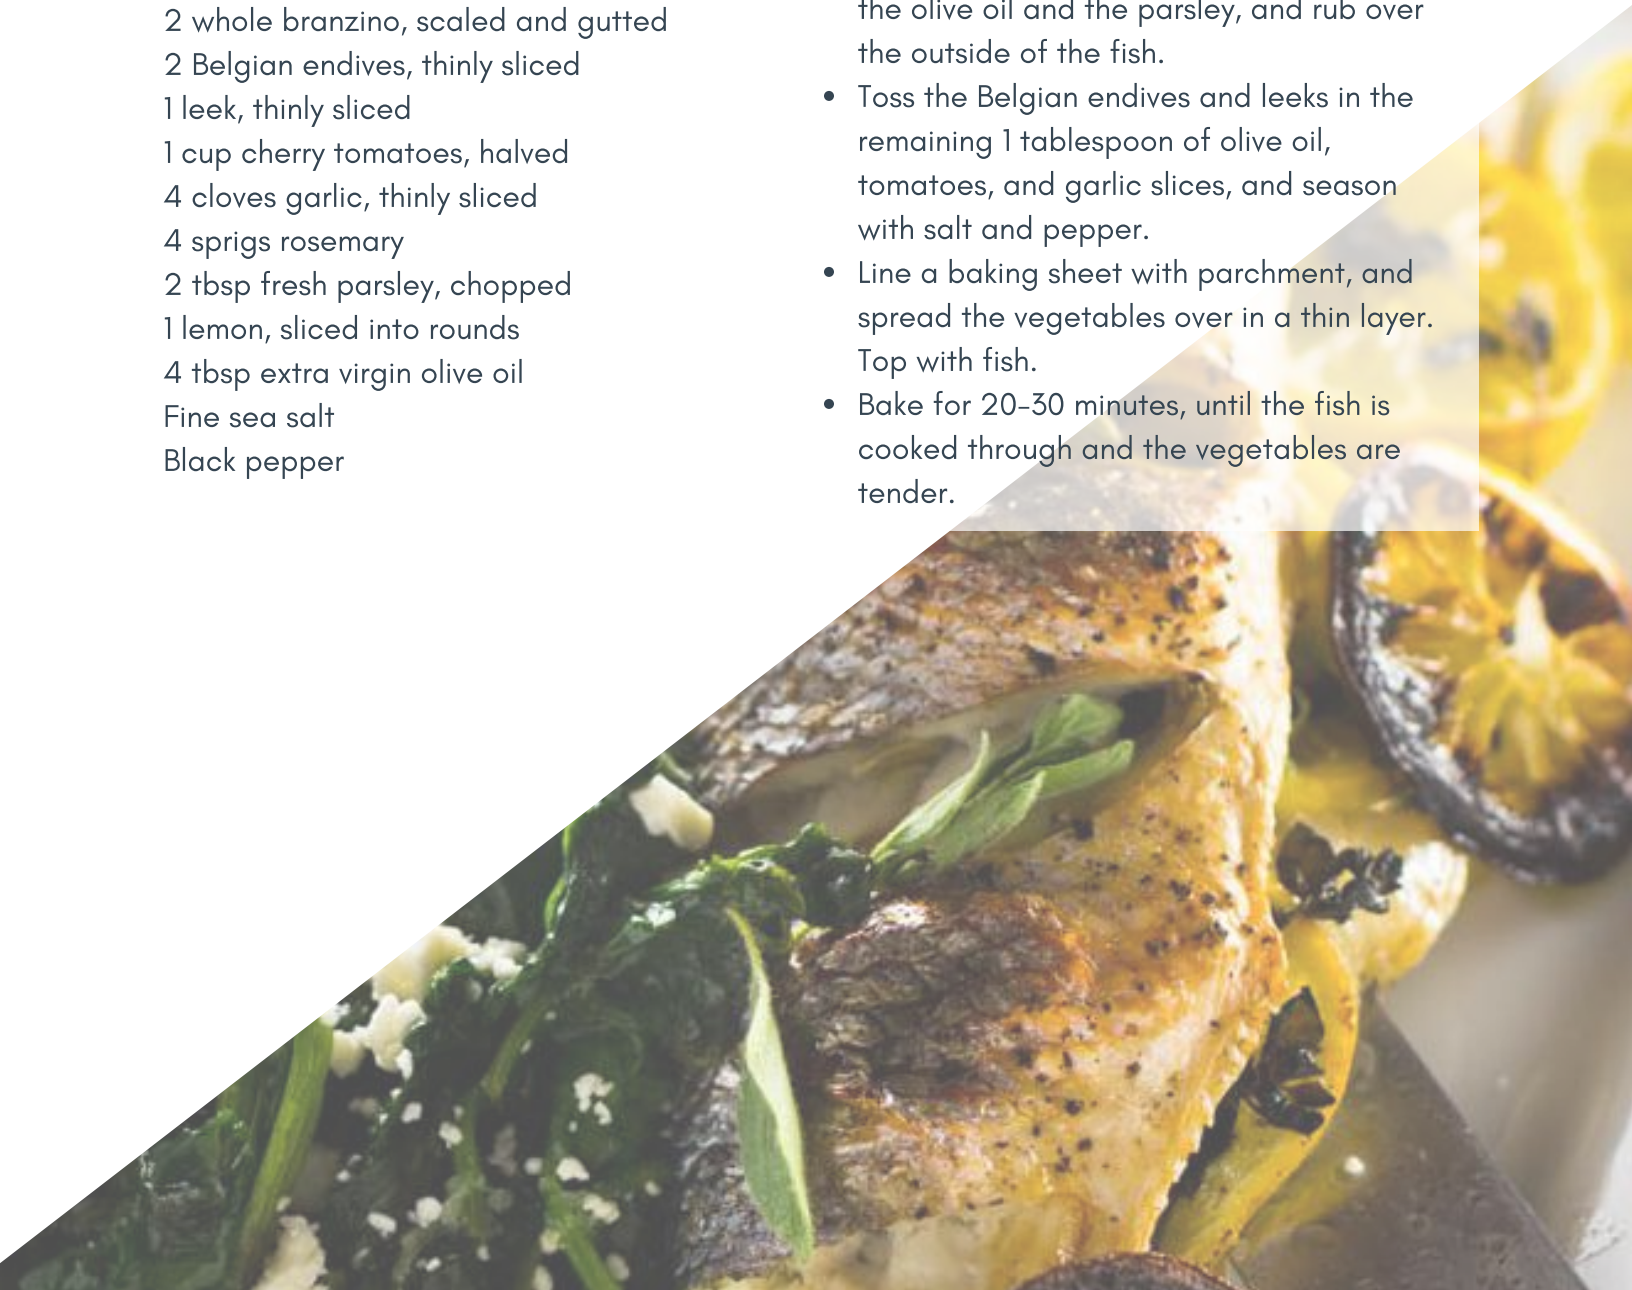 2 whole branzino, scaled and gutted
2 Belgian endives, thinly sliced
1 leek, thinly sliced
1 cup cherry tomatoes, halved
4 cloves garlic, thinly sliced
4 sprigs rosemary
2 tbsp fresh parsley, chopped
1 lemon, sliced into rounds
4 tbsp extra virgin olive oil
Fine sea salt
Black pepper
the olive oil and the parsley, and rub over
the outside of the fish.
• Toss the Belgian endives and leeks in the
remaining 1 tablespoon of olive oil,
tomatoes, and garlic slices, and season
with salt and pepper.
• Line a baking sheet with parchment, and
spread the vegetables over in a thin layer.
Top with fish.
• Bake for 20-30 minutes, until the fish is
cooked through and the vegetables are
tender.